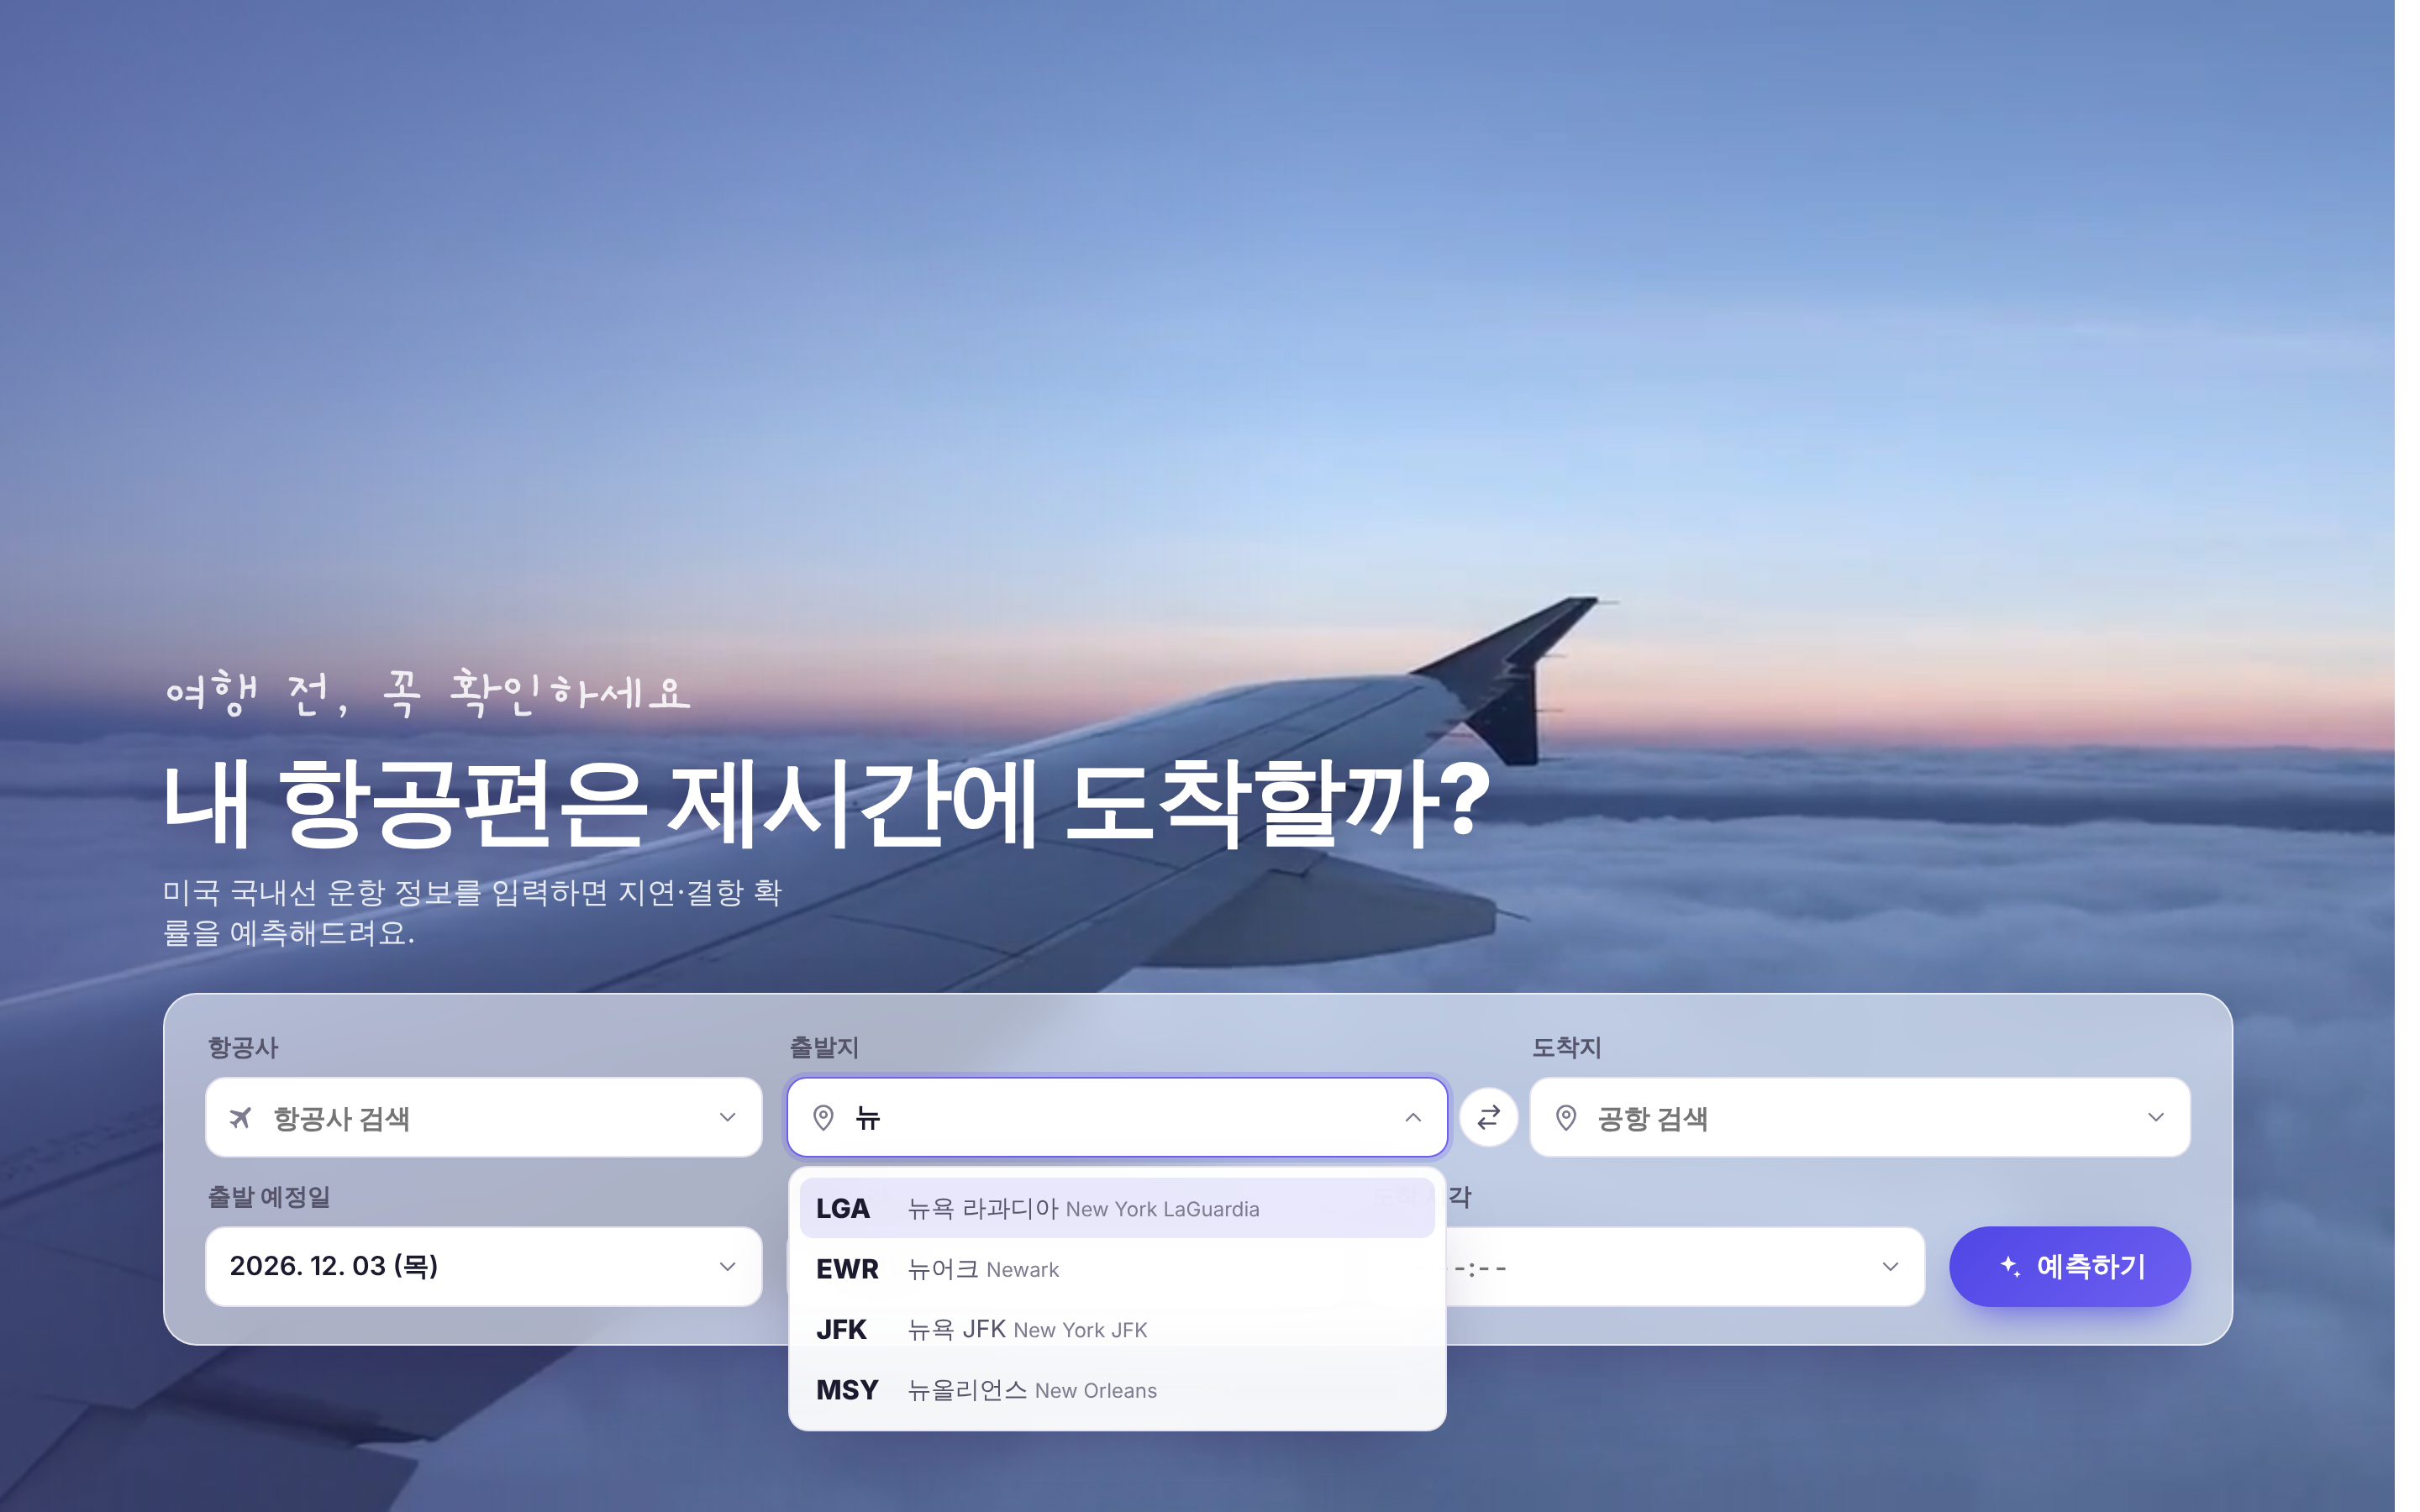 여행 전, 꼭 확인하세요
내 항공편은 제시간에 도착할까?
미국 국내선 운항 정보를 입력하면 지연·결항 확
률을 예측해드려요.
항공사
출발지
도착지
항공사 검색
뉴
공항 검색
출발 예정일
각
2026. 12. 03 (목)
-:--
예측하기
LGA 뉴욕 라과디아 New York LaGuardia
EWR 뉴어크 Newark
JFK 뉴욕 JFK New York JFK
MSY 뉴올리언스 New Orleans